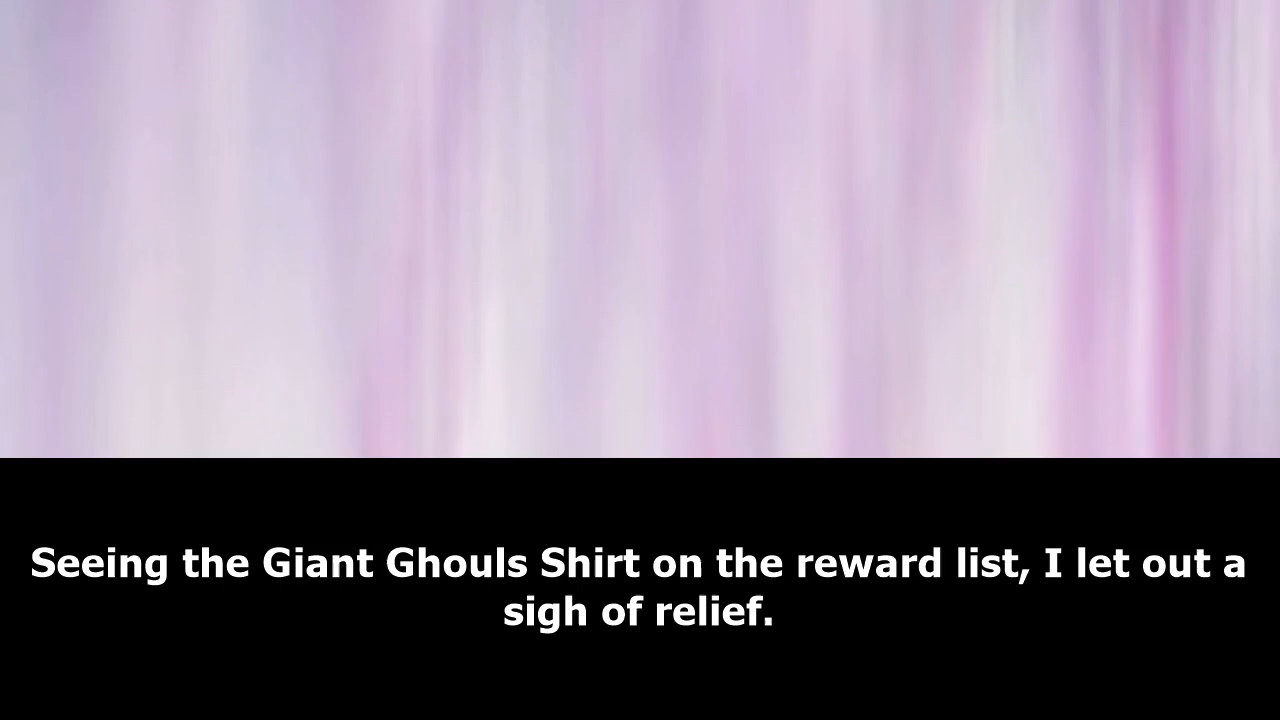 Seeing the Giant Ghouls Shirt on the reward list, I let out a
sigh of relief.